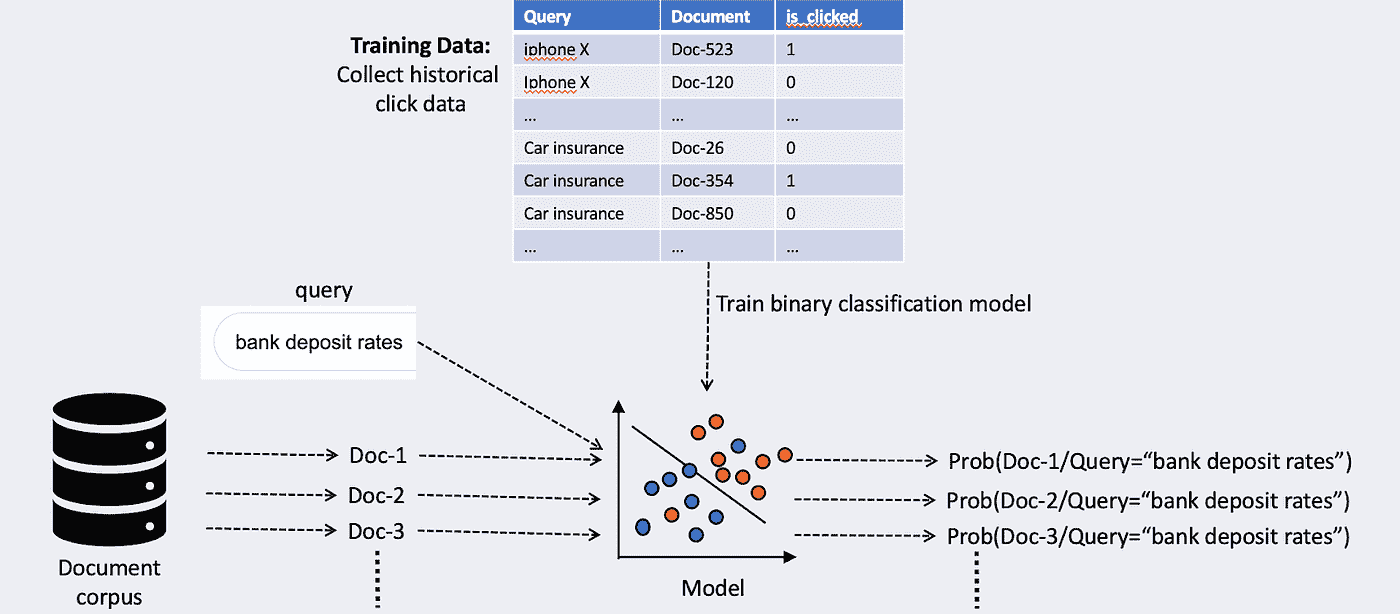 Query Document is_clicked
Training Data:
Collect historical
click data
iphone X Doc-523 1
Iphone X Doc-120 0
... ... ...
Car insurance Doc-26 0
Car insurance Doc-354 1
Car insurance Doc-850 0
... ... ...
query
Train binary classification model
bank deposit rates
Doc-1
Doc-2
Doc-3
Prob(Doc-1/Query=“bank deposit rates”)
Prob(Doc-2/Query=“bank deposit rates”)
Prob(Doc-3/Query=“bank deposit rates”)
Document
corpus
Model